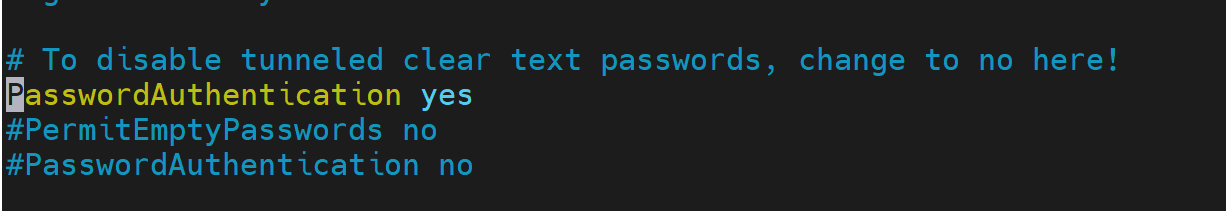 # To disable tunneled clear text passwords, change to no here!
PasswordAuthentication yes
#PermitEmptyPasswords no
#PasswordAuthentication no